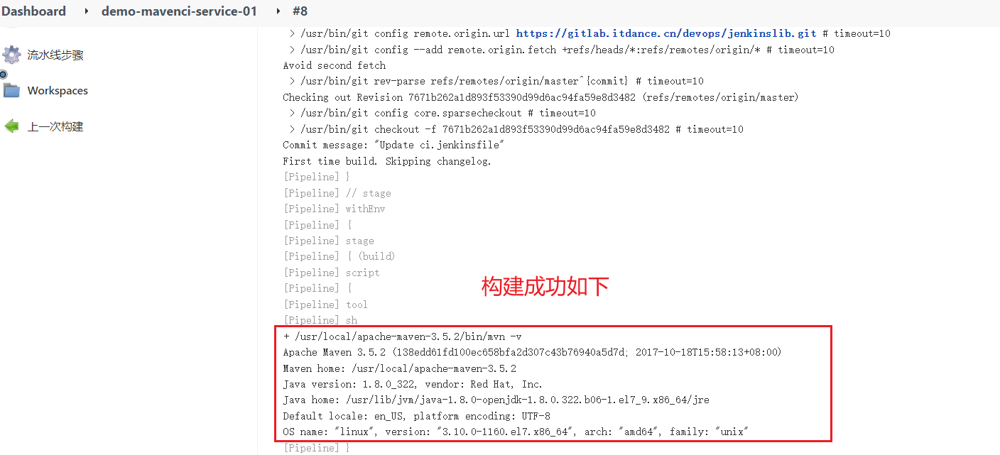 Dashboard ▸ demo-mavenci-service-01 ▸ #8
流水线步骤
Workspaces
上一次构建
> /usr/bin/git config remote.origin.url https://gitlab.itdance.cn/devops/jenkinslib.git # timeout=10
> /usr/bin/git config --add remote.origin.fetch +refs/heads/*:refs/remotes/origin/* # timeout=10
Avoid second fetch
> /usr/bin/git rev-parse refs/remotes/origin/master^{commit} # timeout=10
Checking out Revision 7671b262a1d893f53390d99d6ac94fa59e8d3482 (refs/remotes/origin/master)
> /usr/bin/git config core.sparsecheckout # timeout=10
> /usr/bin/git checkout -f 7671b262a1d893f53390d99d6ac94fa59e8d3482 # timeout=10
Commit message: "Update ci.jenkinsfile"
First time build. Skipping changelog.
[Pipeline] }
[Pipeline] // stage
[Pipeline] withEnv
[Pipeline] {
[Pipeline] stage
[Pipeline] { (build)
[Pipeline] script
[Pipeline] {
[Pipeline] tool
[Pipeline] sh
构建成功如下
+ /usr/local/apache-maven-3.5.2/bin/mvn -v
Apache Maven 3.5.2 (138edd61fd100ec658bfa2d307c43b76940a5d7d; 2017-10-18T15:58:13+08:00)
Maven home: /usr/local/apache-maven-3.5.2
Java version: 1.8.0_322, vendor: Red Hat, Inc.
Java home: /usr/lib/jvm/java-1.8.0-openjdk-1.8.0.322.b06-1.el7_9.x86_64/jre
Default locale: en_US, platform encoding: UTF-8
OS name: "linux", version: "3.10.0-1160.el7.x86_64", arch: "amd64", family: "unix"
[Pipeline] }